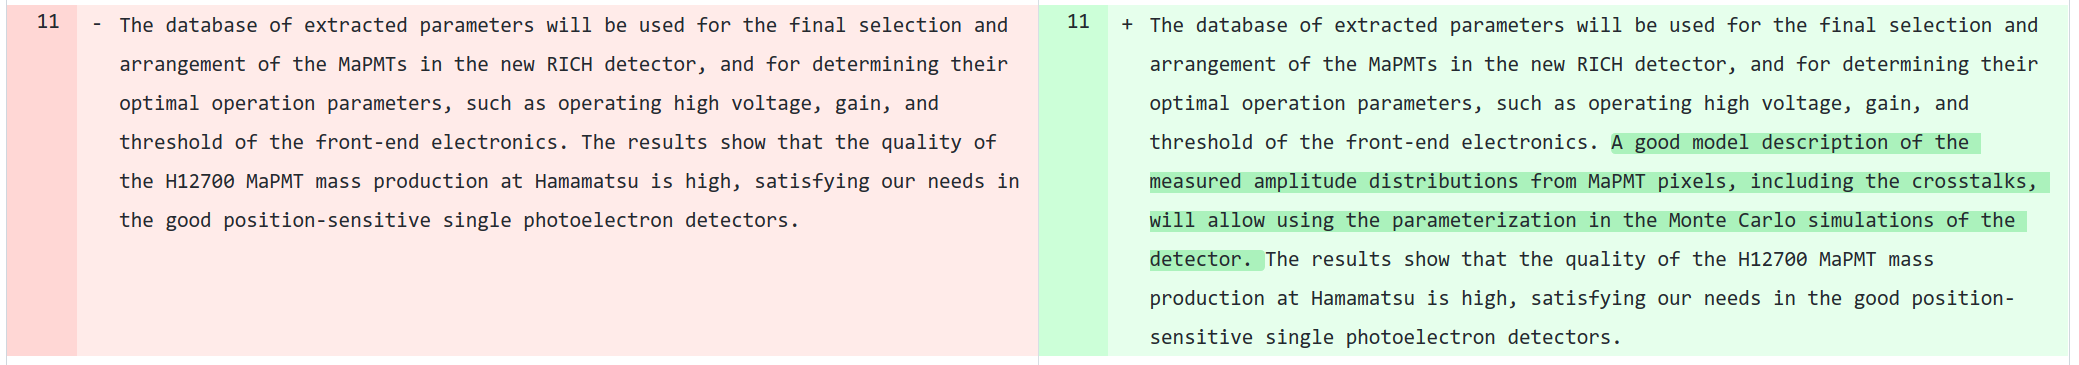 11 - The database of extracted parameters will be used for the final selection and
arrangement of the MaPMTs in the new RICH detector, and for determining their
optimal operation parameters, such as operating high voltage, gain, and
threshold of the front-end electronics. The results show that the quality of
the H12700 MaPMT mass production at Hamamatsu is high, satisfying our needs in
the good position-sensitive single photoelectron detectors.
11 + The database of extracted parameters will be used for the final selection and
arrangement of the MaPMTs in the new RICH detector, and for determining their
optimal operation parameters, such as operating high voltage, gain, and
threshold of the front-end electronics. A good model description of the
measured amplitude distributions from MaPMT pixels, including the crosstalks,
will allow using the parameterization in the Monte Carlo simulations of the
detector. The results show that the quality of the H12700 MaPMT mass
production at Hamamatsu is high, satisfying our needs in the good position-
sensitive single photoelectron detectors.